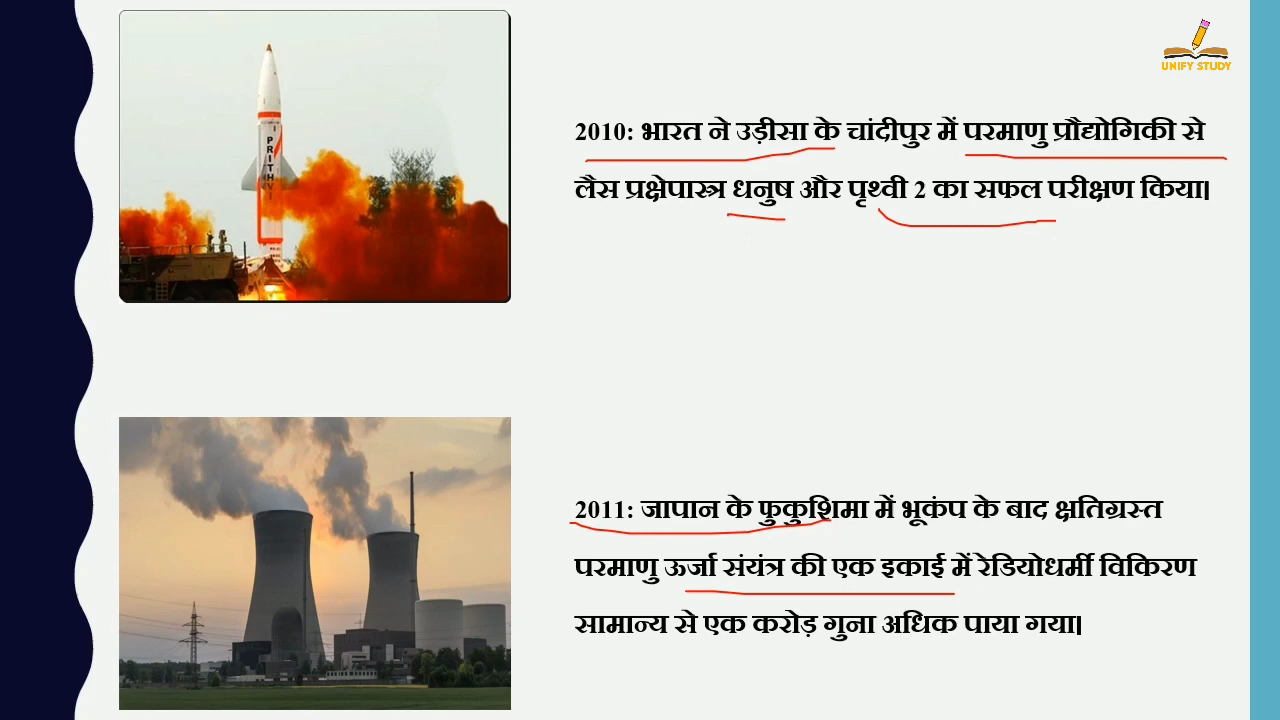 UNIFY STUDY
PRITHVI
2010: भारत ने उड़ीसा के चांदीपुर में परमाणु प्रौद्योगिकी से
लैस प्रक्षेपास्त्र धनुष और पृथ्वी 2 का सफल परीक्षण किया।
2011: जापान के फुकुशिमा में भूकंप के बाद क्षतिग्रस्त
परमाणु ऊर्जा संयंत्र की एक इकाई में रेडियोधर्मी विकिरण
सामान्य से एक करोड़ गुना अधिक पाया गया।